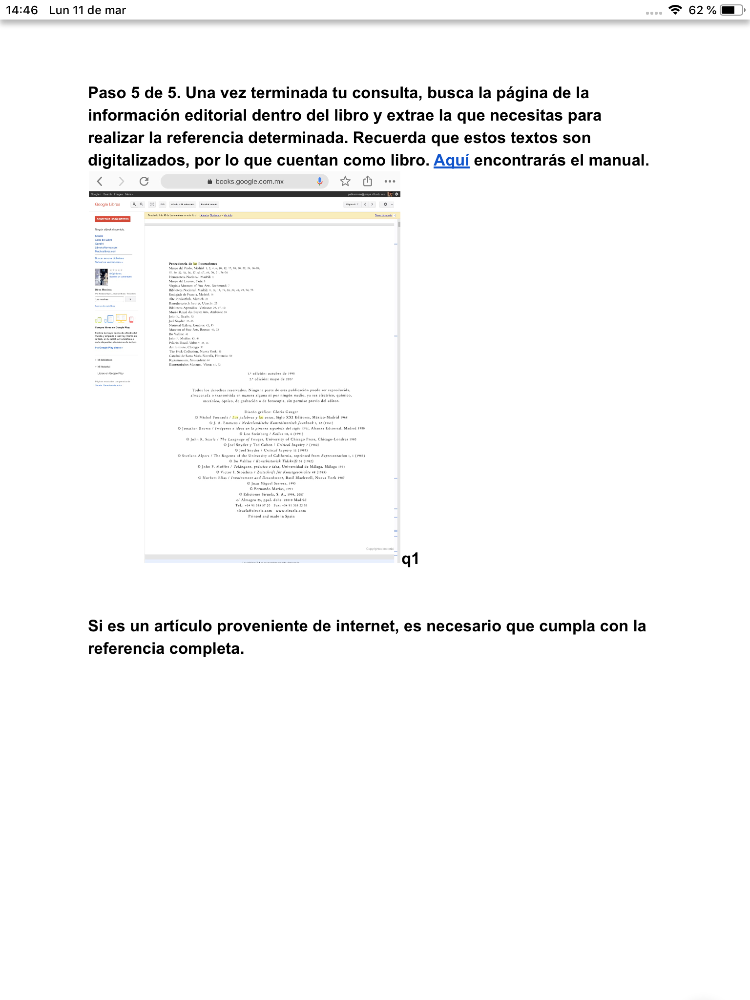 14:46 Lun 11 de mar 62 %
Paso 5 de 5. Una vez terminada tu consulta, busca la página de la
información editorial dentro del libro y extrae la que necesitas para
realizar la referencia determinada. Recuerda que estos textos son
digitalizados, por lo que cuentan como libro. Aquí encontrarás el manual.
books.google.com.mx
Google+ Search Images More
pablonavaa@prepa.cfh.edu.mx
Google Libros
Añadir a Mi colección
Escribir reseña
Página 6
CONSEGUIR LIBRO IMPRESO
Ningún eBook disponible.
Siruela
Casa del Libro
Gandhi
LibreriaNorma.com
Muchoslibros.com
Buscar en una biblioteca
Todos los vendedores »
0 Opiniones
Escribir un comentario
Otras Meninas
Por Svetlana Alpers, Jonathan Brown, Ted Cohen
Las meninas Ir
Acerca de este libro
Compra libros en Google Play
Explora la mayor tienda de eBooks del
mundo y empieza a leer hoy mismo en
la Web, en tu tablet, en tu teléfono o
en tu dispositivo electrónico de lectura.
Ir a Google Play ahora »
Mi biblioteca
Mi historial
Libros en Google Play
Páginas mostradas con permiso de
Siruela. Derechos de autor.
Resultado 1 de 10 de Las meninas en este libro - ‹ Anterior Siguiente › - Ver todo
Borrar búsqueda
Procedencia de las ilustraciones
Museo del Prado, Madrid: 1, 2, 4, 6, 10, 12, 17, 18, 20, 22, 24, 26-28,
37, 50, 52, 54, 56, 57, 63-67, 69, 70, 71, 76-78
Hemeroteca Nacional, Madrid: 3
Museo del Louvre, París: 5
Virginia Museum of Fine Arts, Richmond: 7
Biblioteca Nacional, Madrid: 8, 14, 15, 19, 38, 39, 48, 49, 74, 75
Embajada de Francia, Madrid: 16
Alte Pinakothek, Múnich: 21
Kunsthistorisch Institut, Utrecht: 25
Biblioteca Apostólica, Vaticano: 29, 47, 62
Musée Royal des Beaux Arts, Amberes: 30
John R. Searle: 32
Joel Snyder: 33-36
National Gallery, Londres: 42, 53
Museum of Fine Arts, Boston: 40, 72
Bo Vahlne: 41
John F. Moffitt: 43, 44
Palacio Ducal, Urbino: 45, 46
Art Institute, Chicago: 51
The Frick Collection, Nueva York: 55
Catedral de Santa Maria Novella, Florencia: 59
Rijksmuseum, Amsterdam: 60
Kunstorisches Museum, Viena: 61, 73
1.ª edición: octubre de 1995
2.ª edición: mayo de 2007
Todos los derechos reservados. Ninguna parte de esta publicación puede ser reproducida,
almacenada o transmitida en manera alguna ni por ningún medio, ya sea eléctrico, químico,
mecánico, óptico, de grabación o de fotocopia, sin permiso previo del editor.
Diseño gráfico: Gloria Gauger
© Michel Foucault / Las palabras y las cosas, Siglo XXI Editores, México-Madrid 1968
© J. A. Emmens / Nederlandische Kunsthistorisch Jaarboek 1, 12 (1961)
© Jonathan Brown / Imágenes e ideas en la pintura española del siglo XVII, Alianza Editorial, Madrid 1980
© Leo Steinberg / Kalías III, 6 (1991)
© John R. Searle / The Language of Images, University of Chicago Press, Chicago-Londres 1980
© Joel Snyder y Ted Cohen / Critical Inquiry 7 (1980)
© Joel Snyder / Critical Inquiry 11 (1985)
© Svetlana Alpers / The Regents of the University of California, reprinted from Representation 1, 1 (1983)
© Bo Vahlne / Konsthistorisk Tidskrift 51 (1982)
© John F. Moffitt / Velázquez, práctica e idea, Universidad de Málaga, Málaga 1991
© Victor I. Stoichita / Zeitschrift für Kunstgeschichte 48 (1985)
© Norbert Elias / Involvement and Detachment, Basil Blackwell, Nueva York 1987
© Juan Miguel Serrera, 1993
© Fernando Marías, 1993
© Ediciones Siruela, S. A., 1995, 2007
c/ Almagro 25, ppal. dcha. 28010 Madrid
Tel.: +34 91 355 57 20 Fax: +34 91 355 22 01
siruela@siruela.com www.siruela.com
Printed and made in Spain
Copyrighted material
q1
Si es un artículo proveniente de internet, es necesario que cumpla con la
referencia completa.